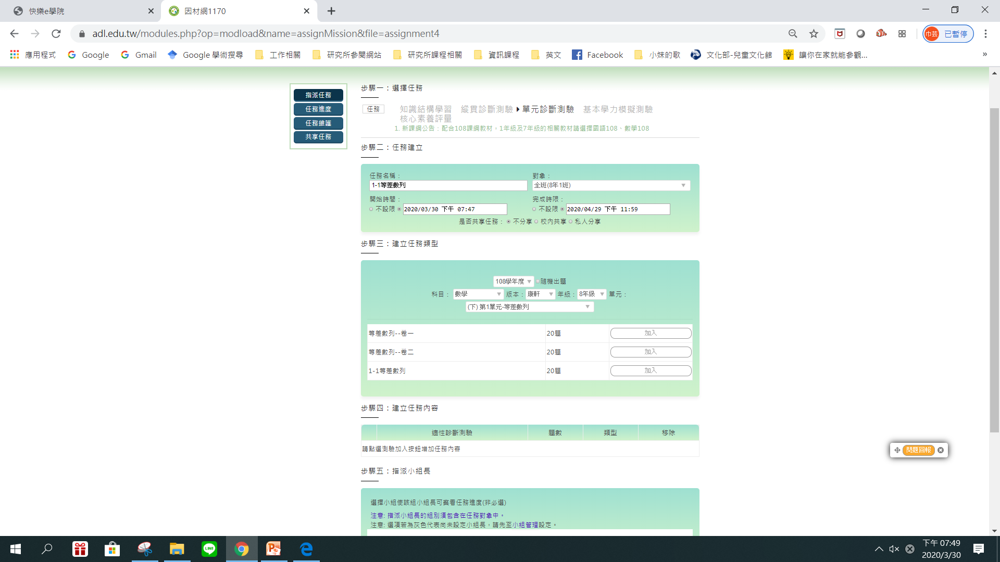 快樂e學院
因材網1170
adl.edu.tw/modules.php?op=modload&name=assignMission&file=assignment4
巾芸 已暫停
應用程式 Google Gmail Google 學術搜尋 工作相關 研究所參閱網站 研究所課程相關 資訊課程 英文 Facebook 小妹的歌 文化部-兒童文化館 讓你在家就能參觀... »
指派任務
任務進度
任務維護
共享任務
步驟一：選擇任務
任務 知識結構學習 縱貫診斷測驗 單元診斷測驗 基本學力模擬測驗
核心素養評量
1. 新課綱公告：配合108課綱教材，1年級及7年級的相關教材請選擇國語108、數學108
步驟二：任務建立
任務名稱： 對象：
1-1等差數列 全班(8年1班)
開始時間： 完成時限：
不設限 2020/03/30 下午 07:47 不設限 2020/04/29 下午 11:59
是否共享任務： 不分享 校內共享 私人分享
步驟三：建立任務類型
108學年度 隨機出題
科目： 數學 版本： 康軒 年級： 8年級 單元：
(下) 第1單元-等差數列
等差數列--卷一 20題 加入
等差數列--卷二 20題 加入
1-1等差數列 20題 加入
步驟四：建立任務內容
適性診斷測驗 題數 類型 移除
請點選測驗加入按鈕增加任務內容
問題回報
步驟五：指派小組長
選擇小組使該組小組長可察看任務進度(非必選)
注意: 指派小組長的組別須包含在任務對象中。
注意: 選項若為灰色代表尚未設定小組長，請先至小組管理設定。
LINE
下午 07:49
2020/3/30